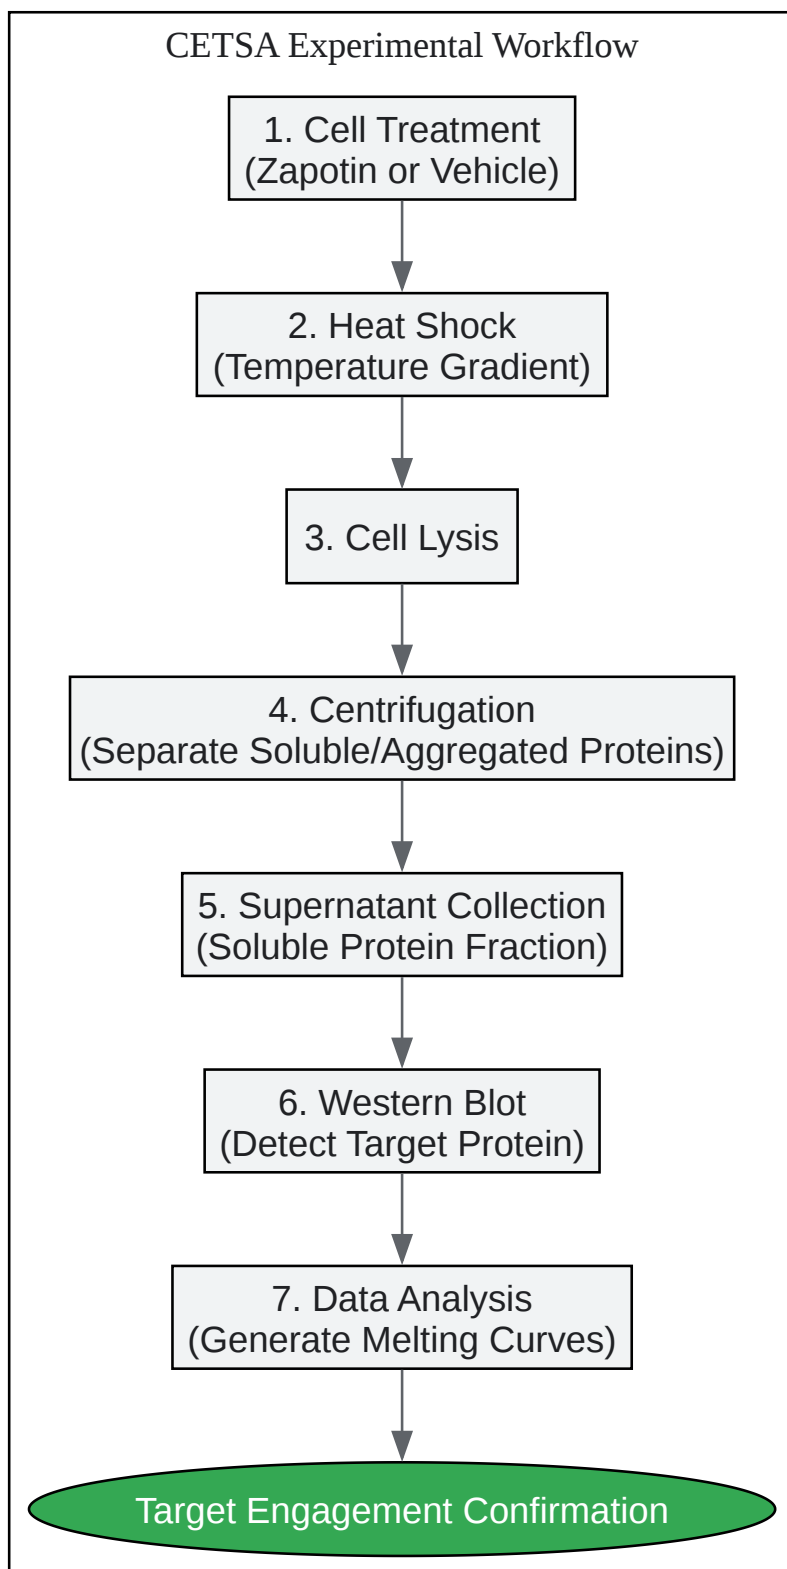 CETSA Experimental Workflow
1. Cell Treatment
(Zapotin or Vehicle)
2. Heat Shock
(Temperature Gradient)
3. Cell Lysis
4. Centrifugation
(Separate Soluble/Aggregated Proteins)
5. Supernatant Collection
(Soluble Protein Fraction)
6. Western Blot
(Detect Target Protein)
7. Data Analysis
(Generate Melting Curves)
Target Engagement Confirmation